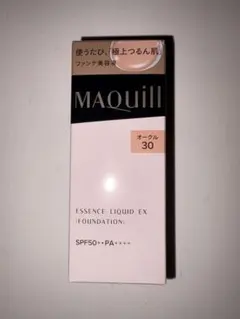 使うたび、「極上つるん肌」
ファンデ美容液
MAQuill
オークル
30
ESSENCE LIQUID EX
(FOUNDATION)
SPF50+・PA++++